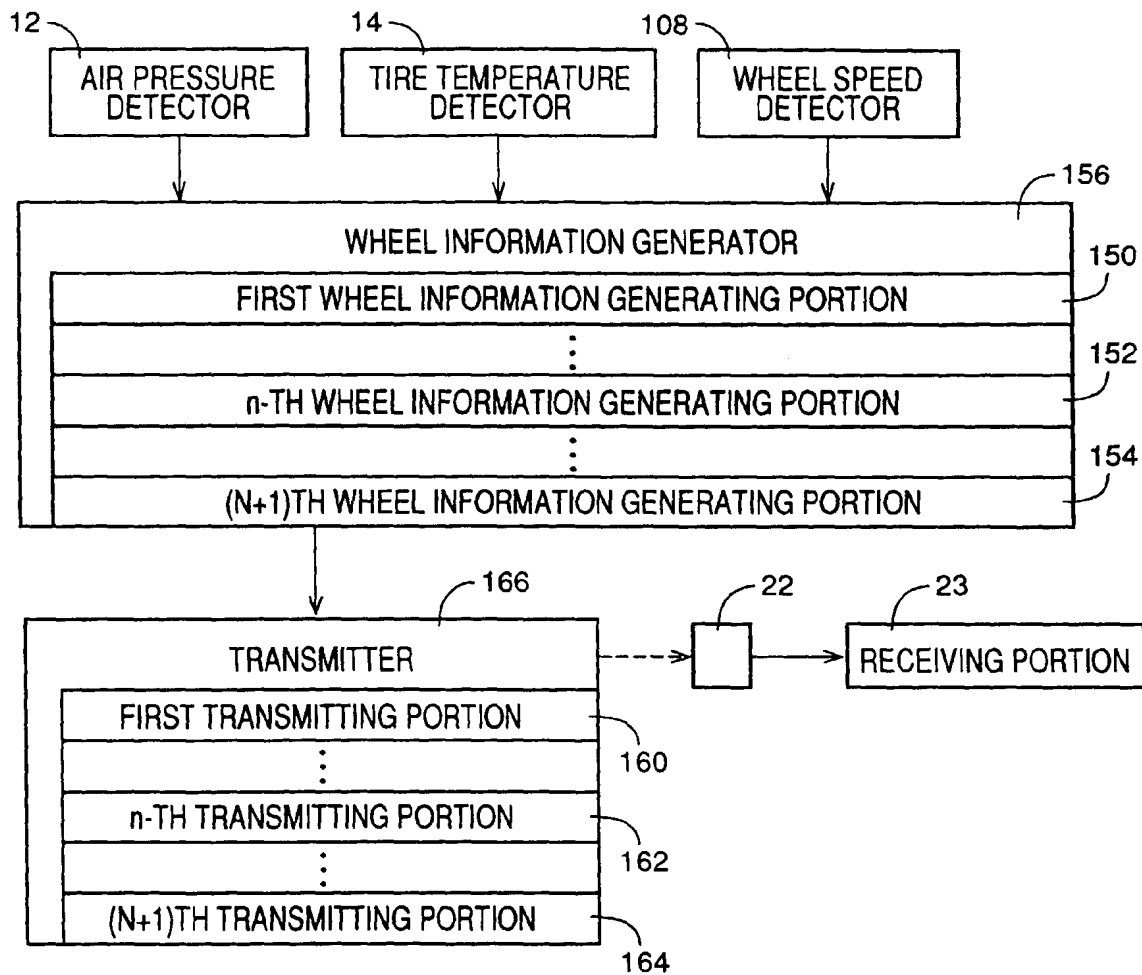 12
14
108
AIR PRESSURE
DETECTOR
TIRE TEMPERATURE
DETECTOR
WHEEL SPEED
DETECTOR
156
WHEEL INFORMATION GENERATOR
150
FIRST WHEEL INFORMATION GENERATING PORTION
152
n-TH WHEEL INFORMATION GENERATING PORTION
154
(N+1)TH WHEEL INFORMATION GENERATING PORTION
166
22
23
TRANSMITTER
RECEIVING PORTION
FIRST TRANSMITTING PORTION
160
n-TH TRANSMITTING PORTION
162
(N+1)TH TRANSMITTING PORTION
164